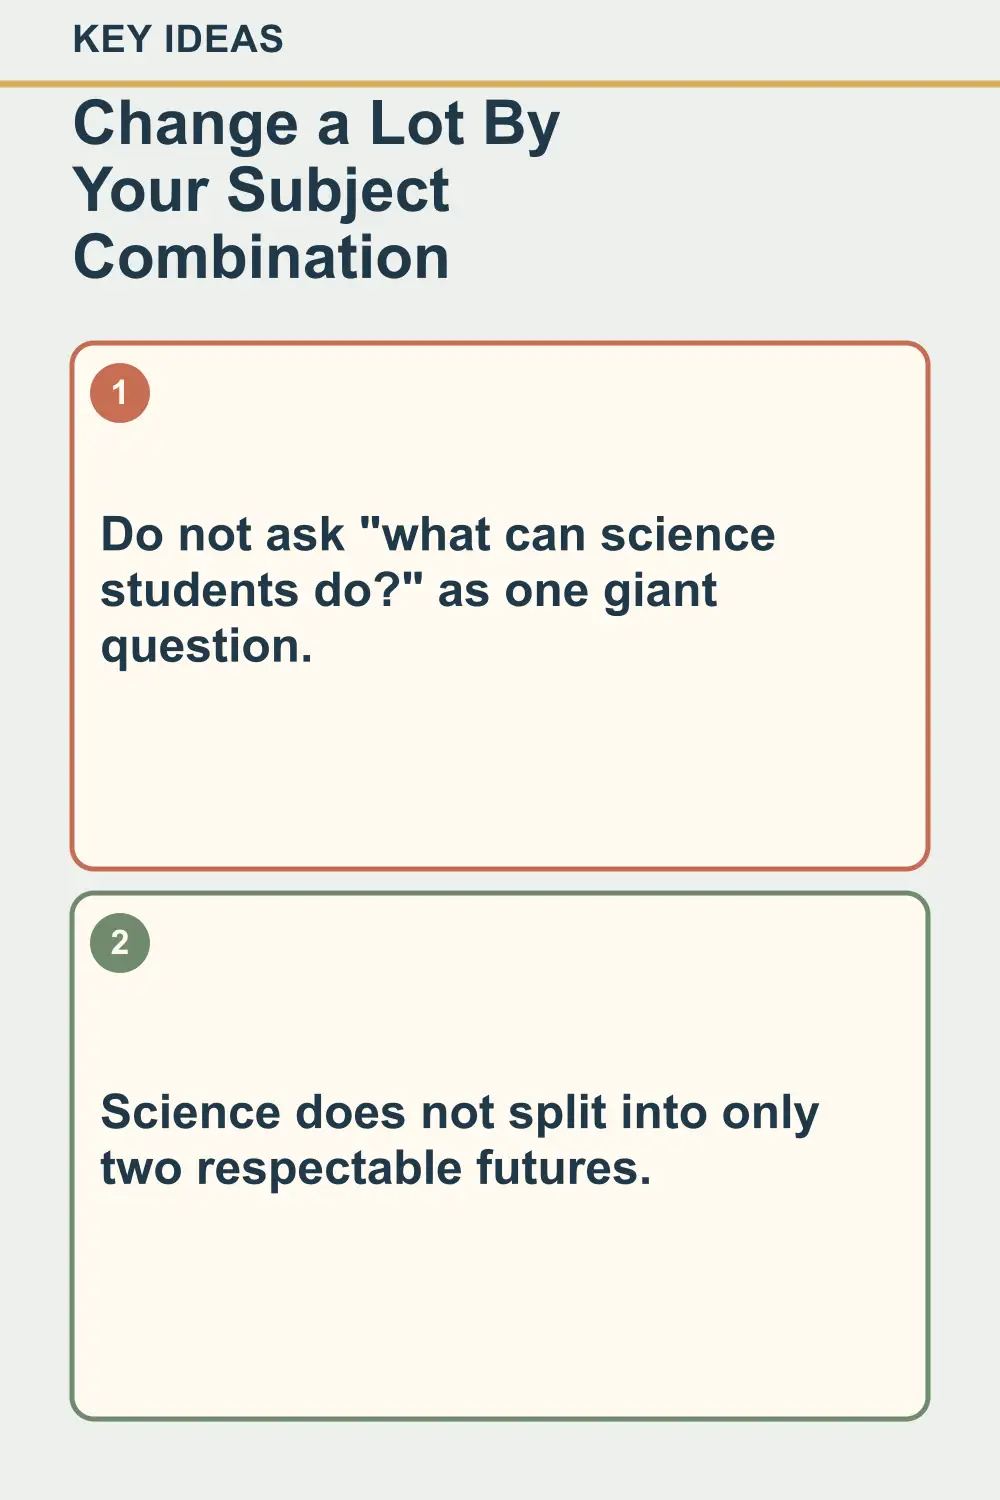 KEY IDEAS
Change a Lot By
Your Subject
Combination
1
Do not ask "what can science
students do?" as one giant
question.
2
Science does not split into only
two respectable futures.